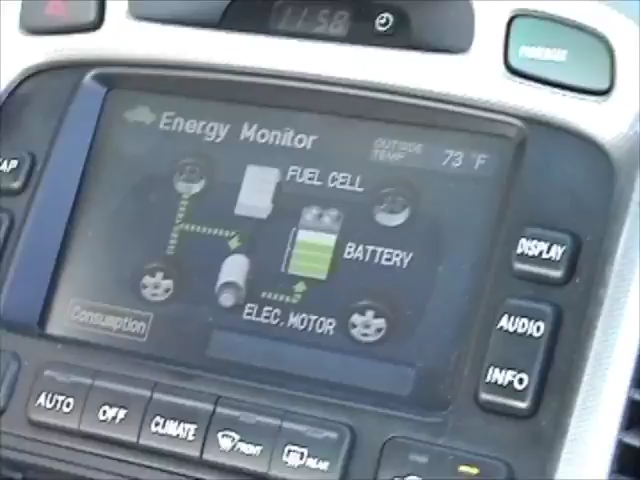 11:58
Energy Monitor
OUTSIDE
TEMP 73°F
FUEL CELL
BATTERY
ELEC. MOTOR
Consumption
DISPLAY
AUDIO
INFO
AUTO OFF CLIMATE FRONT REAR